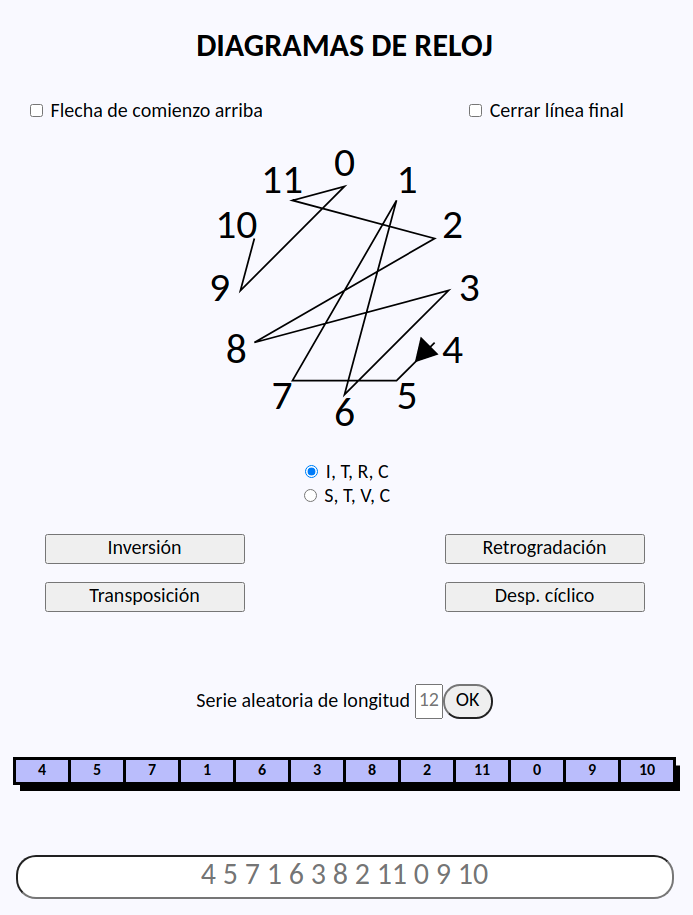 DIAGRAMAS DE RELOJ
Flecha de comienzo arriba
Cerrar línea final
0
11
1
10
2
9
3
8
4
7
5
6
I, T, R, C
S, T, V, C
Inversión
Retrogradación
Transposición
Desp. cíclico
Serie aleatoria de longitud 12 OK
4 5 7 1 6 3 8 2 11 0 9 10
4 5 7 1 6 3 8 2 11 0 9 10